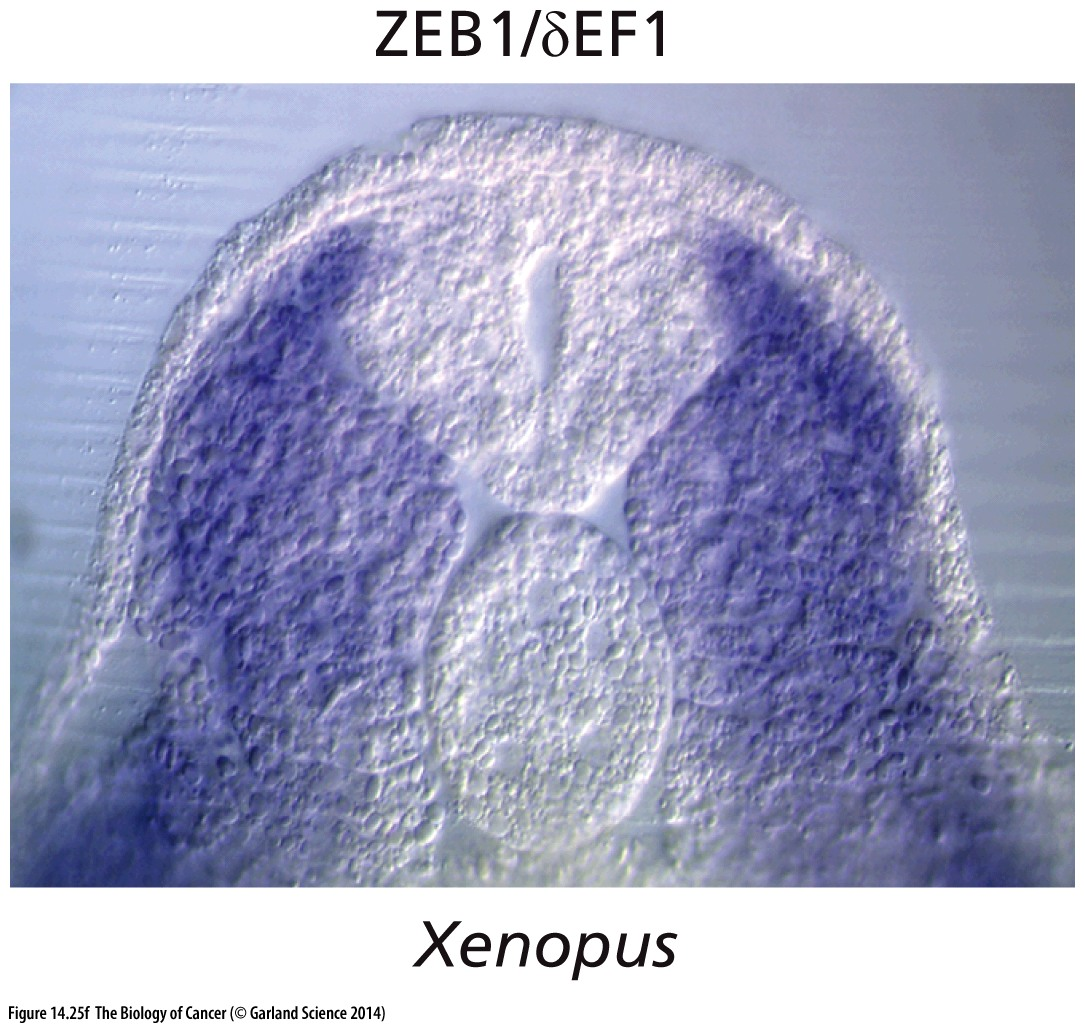 ZEB1/δEF1
Xenopus
Figure 14.25f The Biology of Cancer (© Garland Science 2014)